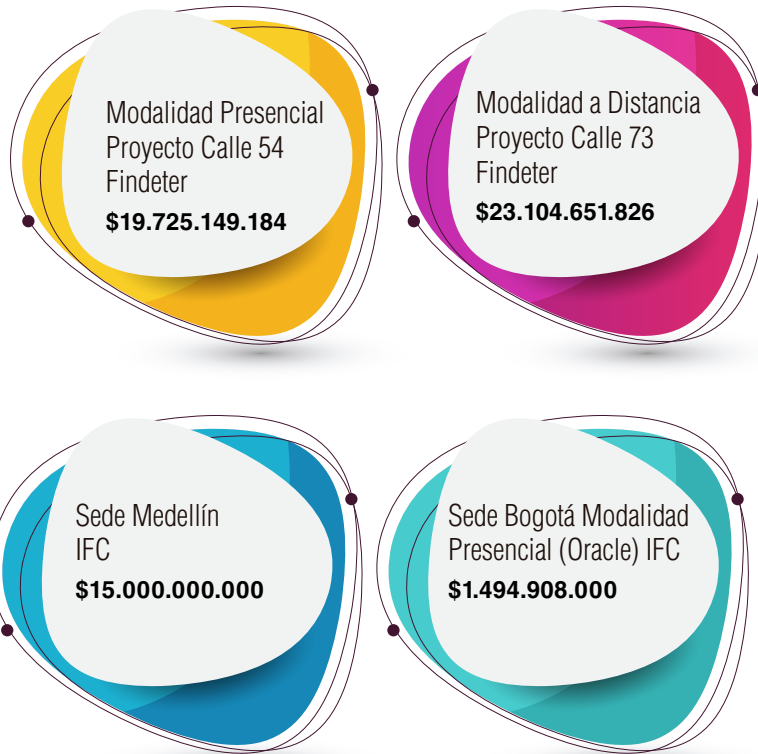 Modalidad Presencial
Proyecto Calle 54
Findeter
$19.725.149.184
Modalidad a Distancia
Proyecto Calle 73
Findeter
$23.104.651.826
Sede Medellín
IFC
$15.000.000.000
Sede Bogotá Modalidad
Presencial (Oracle) IFC
$1.494.908.000